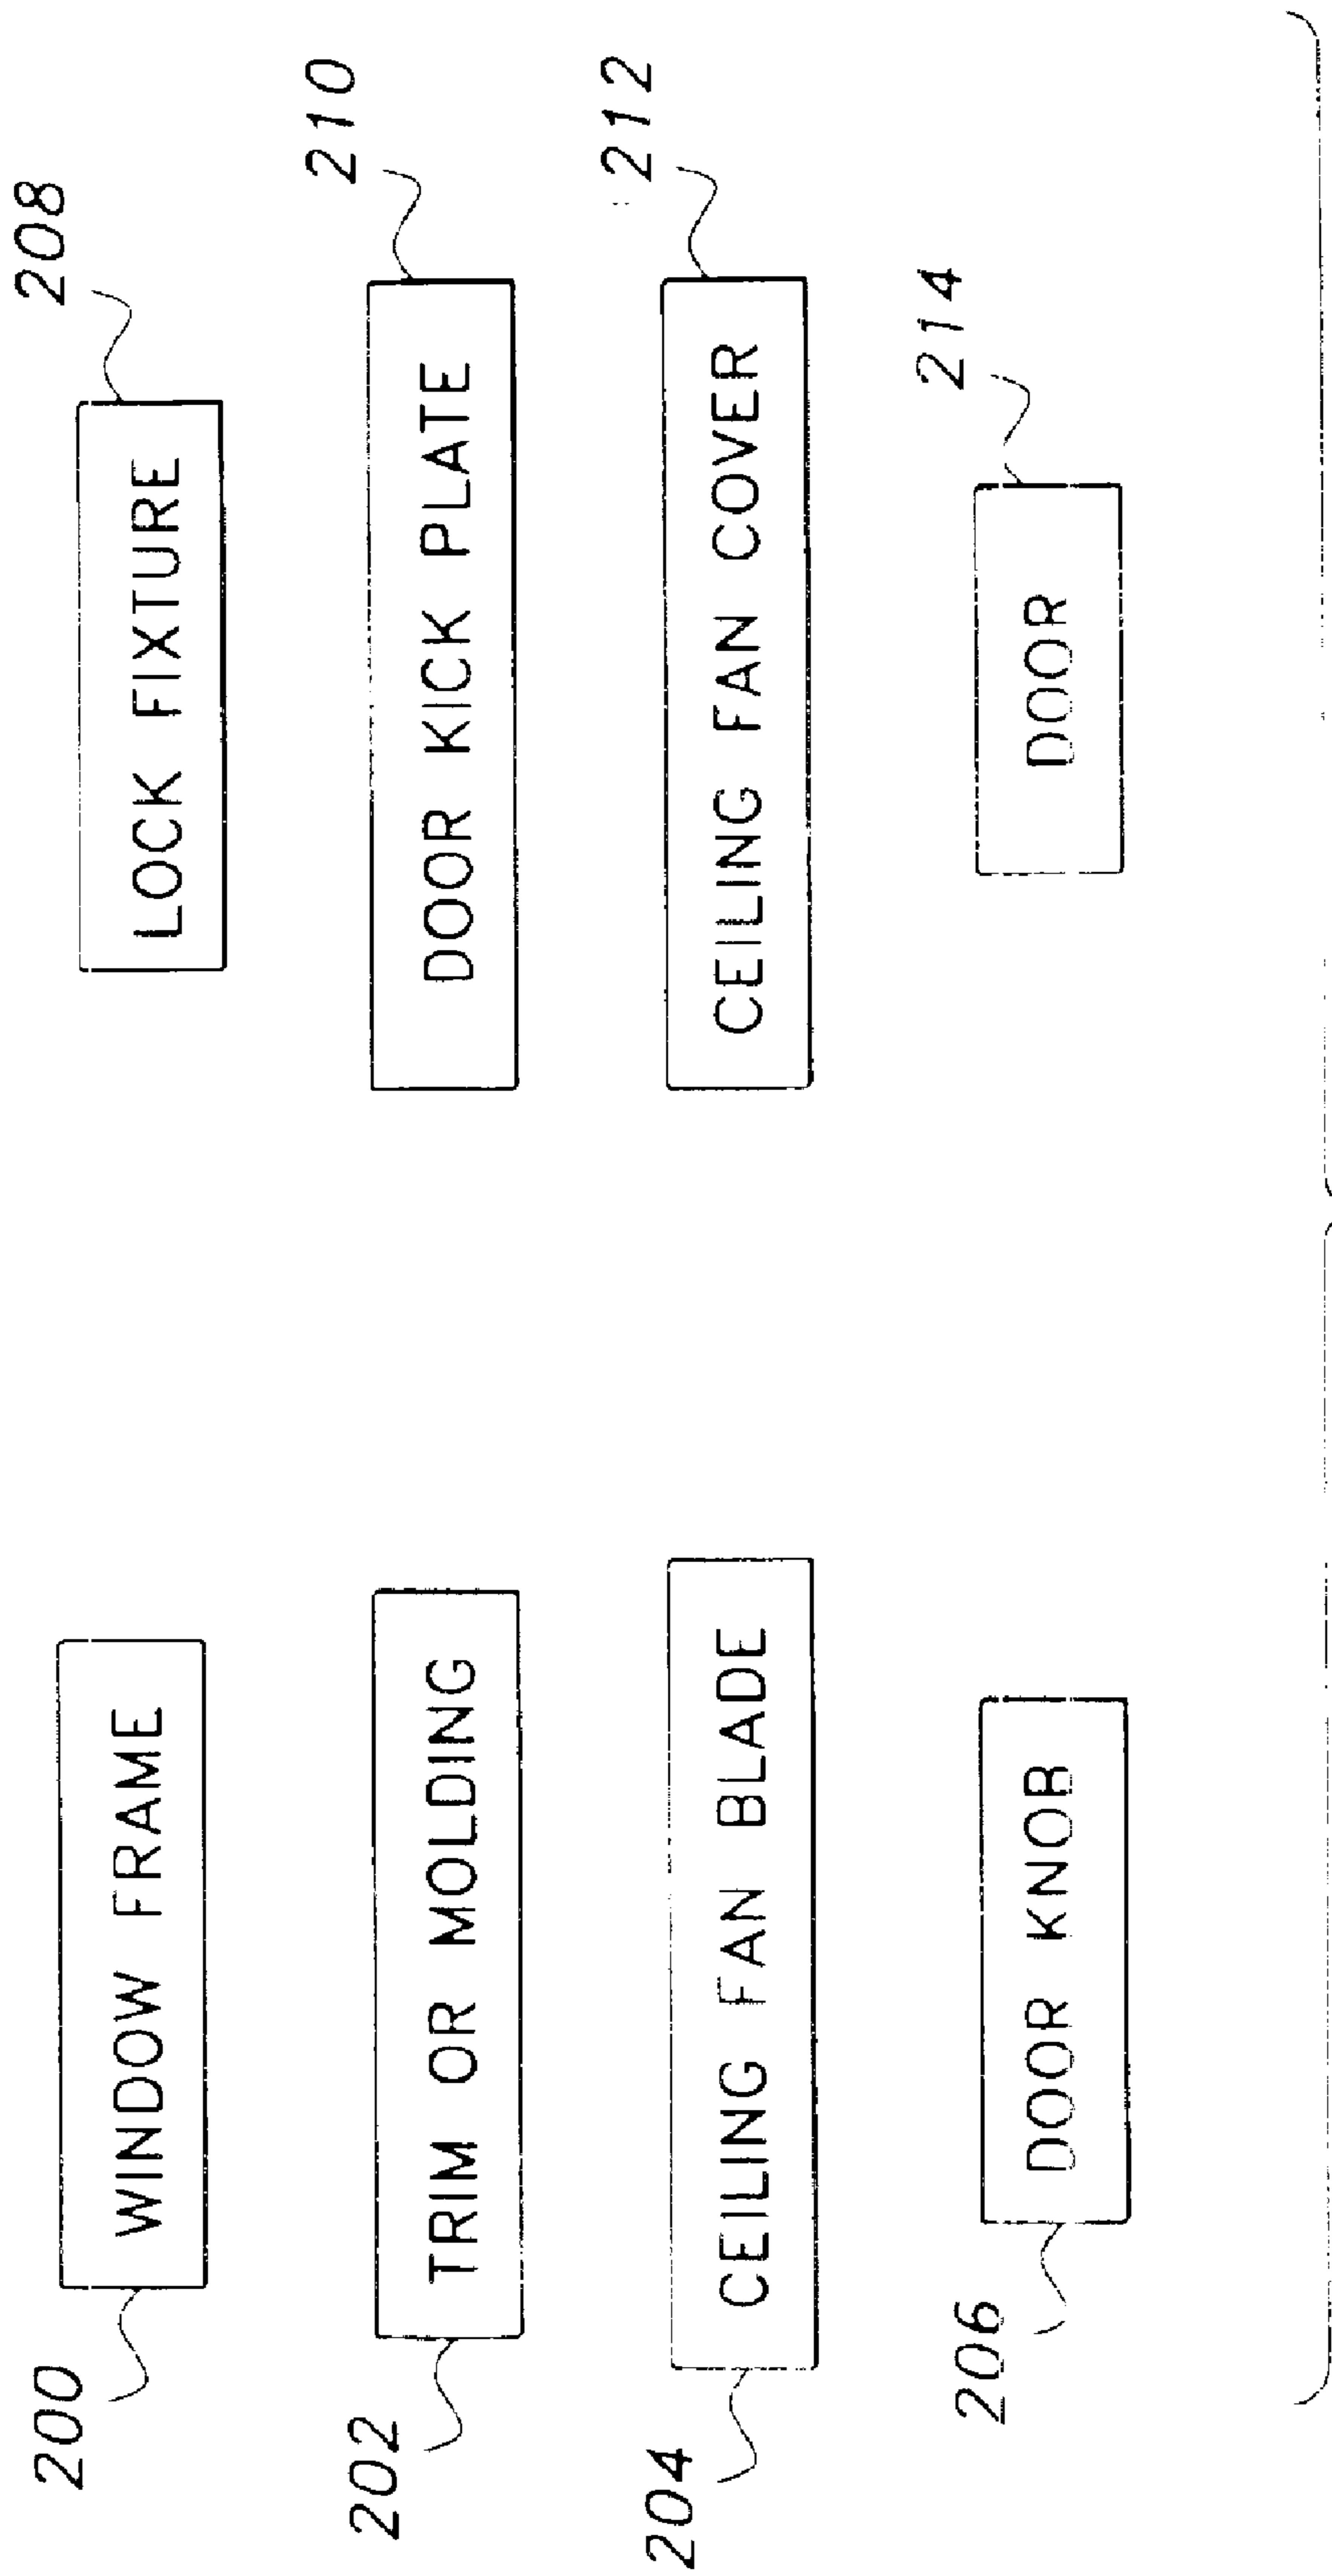 200
WINDOW FRAME
202
TRIM OR MOLDING
204
CEILING FAN BLADE
206
DOOR KNOB
LOCK FIXTURE
208
DOOR KICK PLATE
210
CEILING FAN COVER
212
DOOR
214